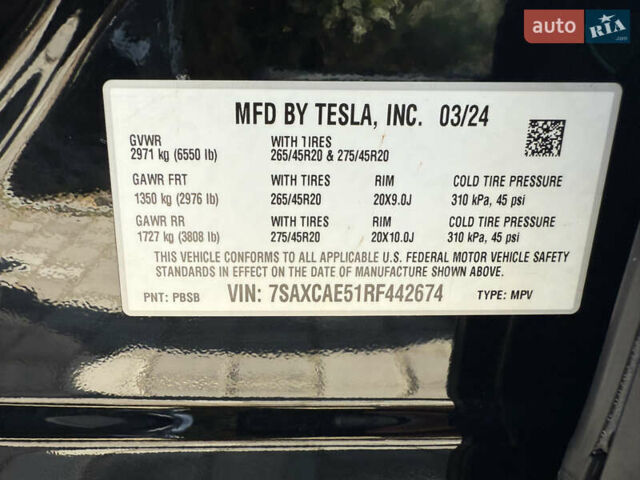 auto RIA.com
MFD BY TESLA, INC. 03/24
GVWR WITH TIRES
2971 kg (6550 lb) 265/45R20 & 275/45R20
GAWR FRT WITH TIRES RIM COLD TIRE PRESSURE
1350 kg (2976 lb) 265/45R20 20X9.0J 310 kPa, 45 psi
GAWR RR WITH TIRES RIM COLD TIRE PRESSURE
1727 kg (3808 lb) 275/45R20 20X10.0J 310 kPa, 45 psi
THIS VEHICLE CONFORMS TO ALL APPLICABLE U.S. FEDERAL MOTOR VEHICLE SAFETY
STANDARDS IN EFFECT ON THE DATE OF MANUFACTURE SHOWN ABOVE.
PNT: PBSB VIN: 7SAXCAE51RF442674 TYPE: MPV